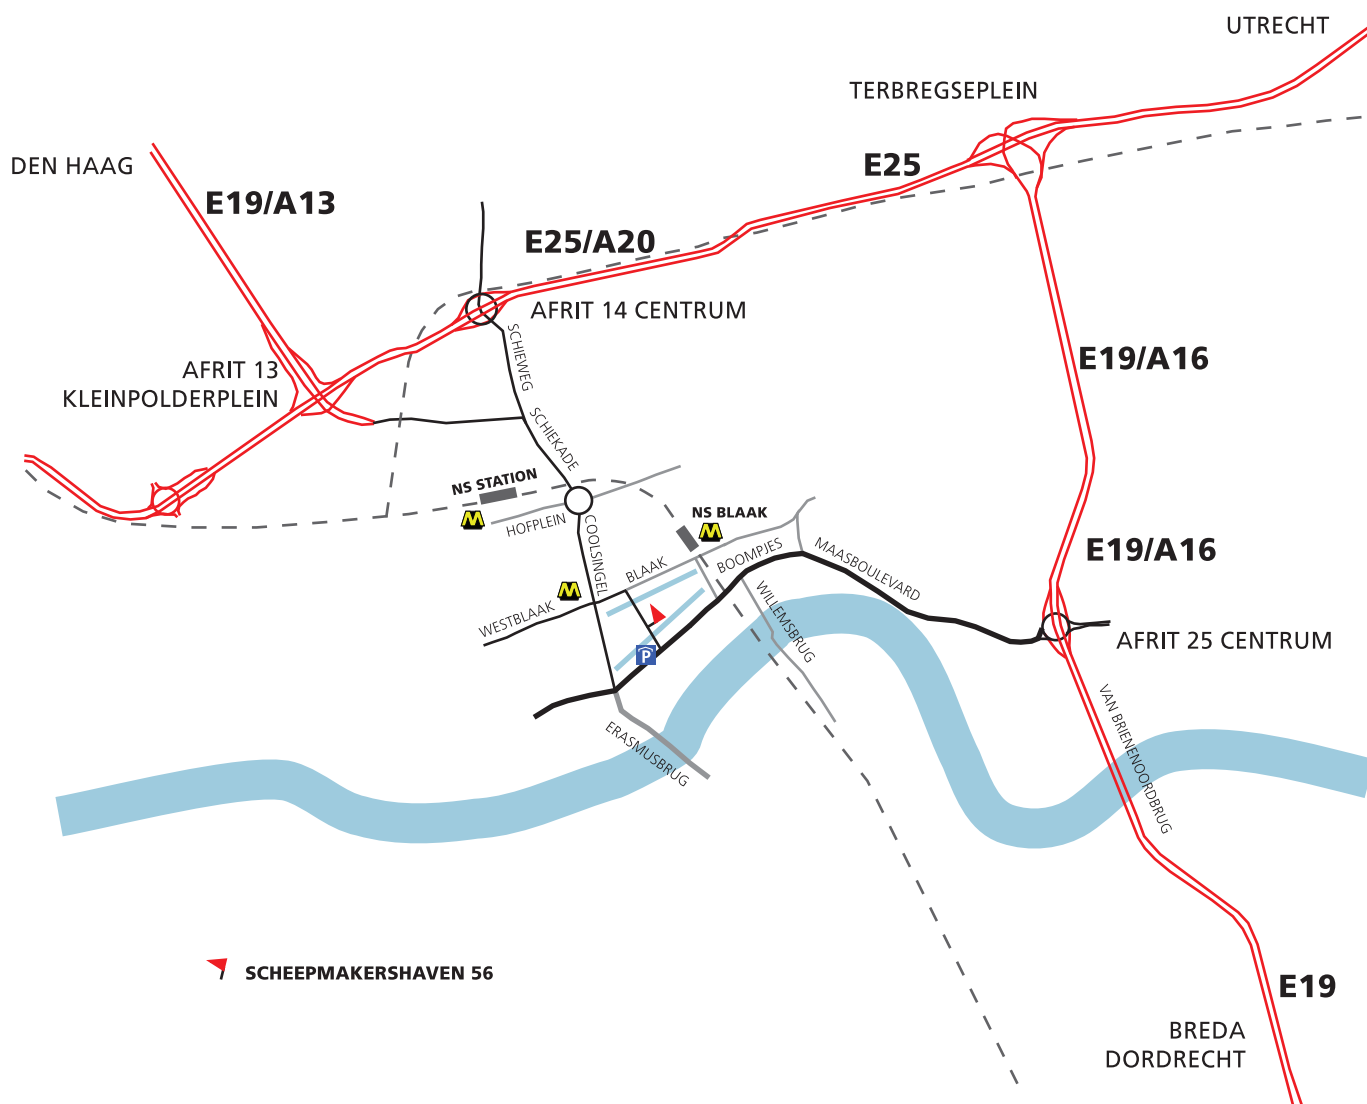 UTRECHT
TERBREGSEPLEIN
DEN HAAG
E25
E19/A13
E25/A20
AFRIT 14 CENTRUM
SCHIEWEG
E19/A16
AFRIT 13
KLEINPOLDERPLEIN
SCHIEKADE
NS STATION
M
HOFPLEIN
COOLSINGEL
NS BLAAK
M
BOOMPJES
MAASBOULEVARD
E19/A16
BLAAK
M
WESTBLAAK
WILLEMSBRUG
AFRIT 25 CENTRUM
P
ERASMUSBRUG
VAN BRIENENOORDBRUG
SCHEEPMAKERSHAVEN 56
E19
BREDA
DORDRECHT